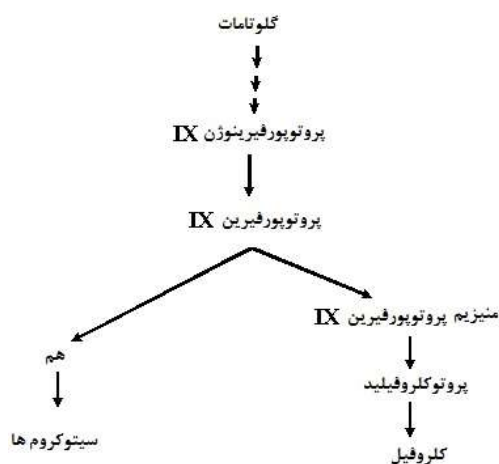 گلوتامات
پروتوپورفیرینوژن IX
پروتوپورفیرین IX
منیزیم پروتوپورفیرین IX
هم
پروتوکلروفیلید
سیتوکروم ها
کلروفیل